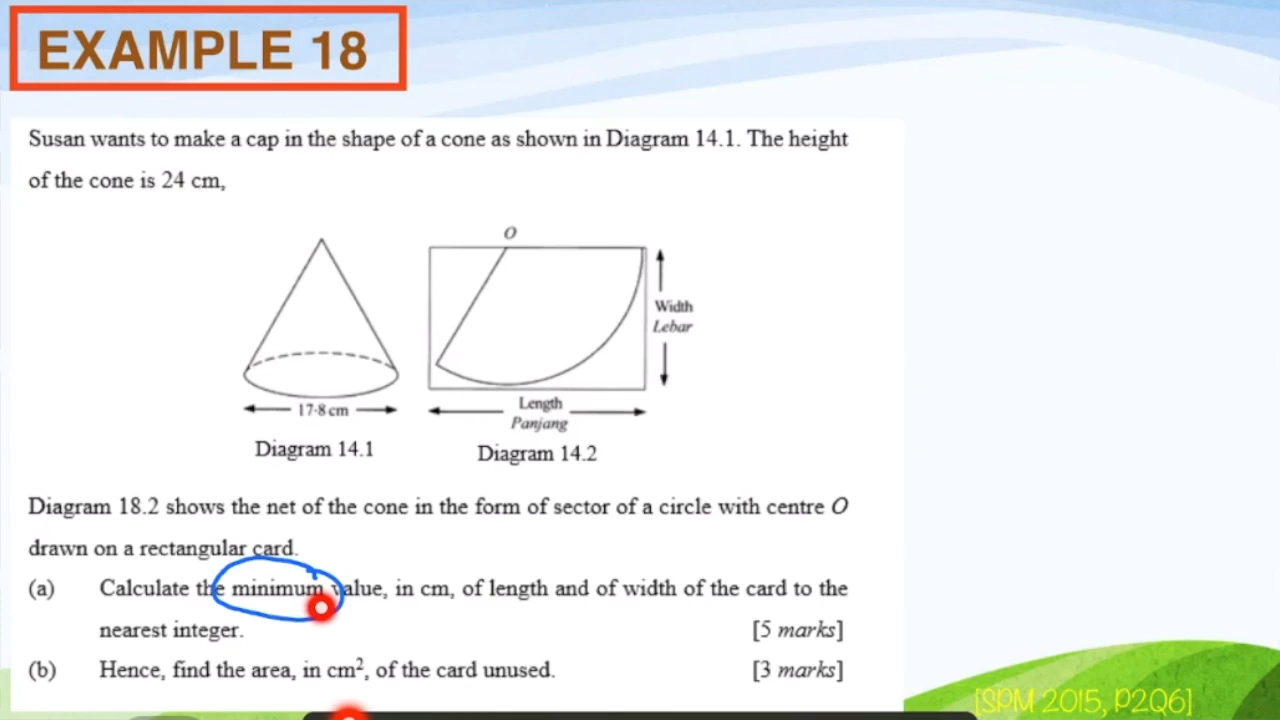 EXAMPLE 18
Susan wants to make a cap in the shape of a cone as shown in Diagram 14.1. The height
of the cone is 24 cm,
O
Width
Lebar
17·8 cm
Length
Panjang
Diagram 14.1
Diagram 14.2
Diagram 18.2 shows the net of the cone in the form of sector of a circle with centre O
drawn on a rectangular card.
(a) Calculate the minimum value, in cm, of length and of width of the card to the
nearest integer. [5 marks]
(b) Hence, find the area, in cm², of the card unused. [3 marks]
[SPM 2015, P2Q6]